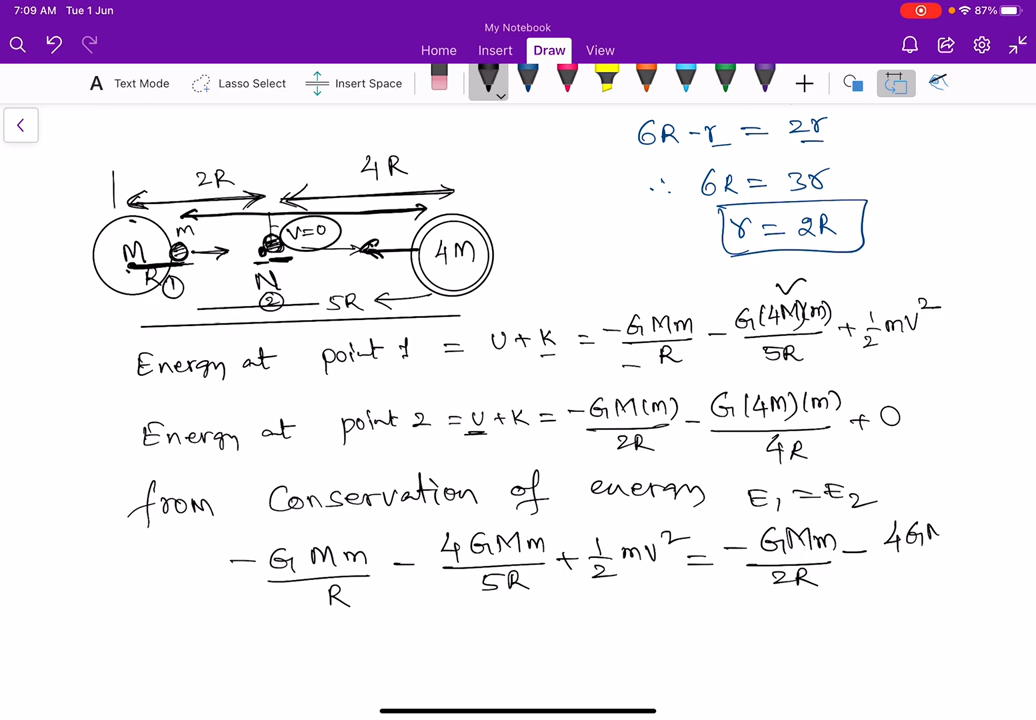 7:09 AM Tue 1 Jun
87%
My Notebook
Home Insert Draw View
A Text Mode Lasso Select Insert Space
6R - r = 2r
∴ 6R = 3r
r = 2R
2R 4R
M m V=0 4M
R 1 N
2 5R
Energy at point 1 = U + K = -GMm/R - G(4M)(m)/5R + 1/2 mv²
Energy at point 2 = U + K = -GM(m)/2R - G(4M)(m)/4R + 0
from Conservation of energy E₁ = E₂
-GMm/R - 4GMm/5R + 1/2 mv² = -GMm/2R - 4GM